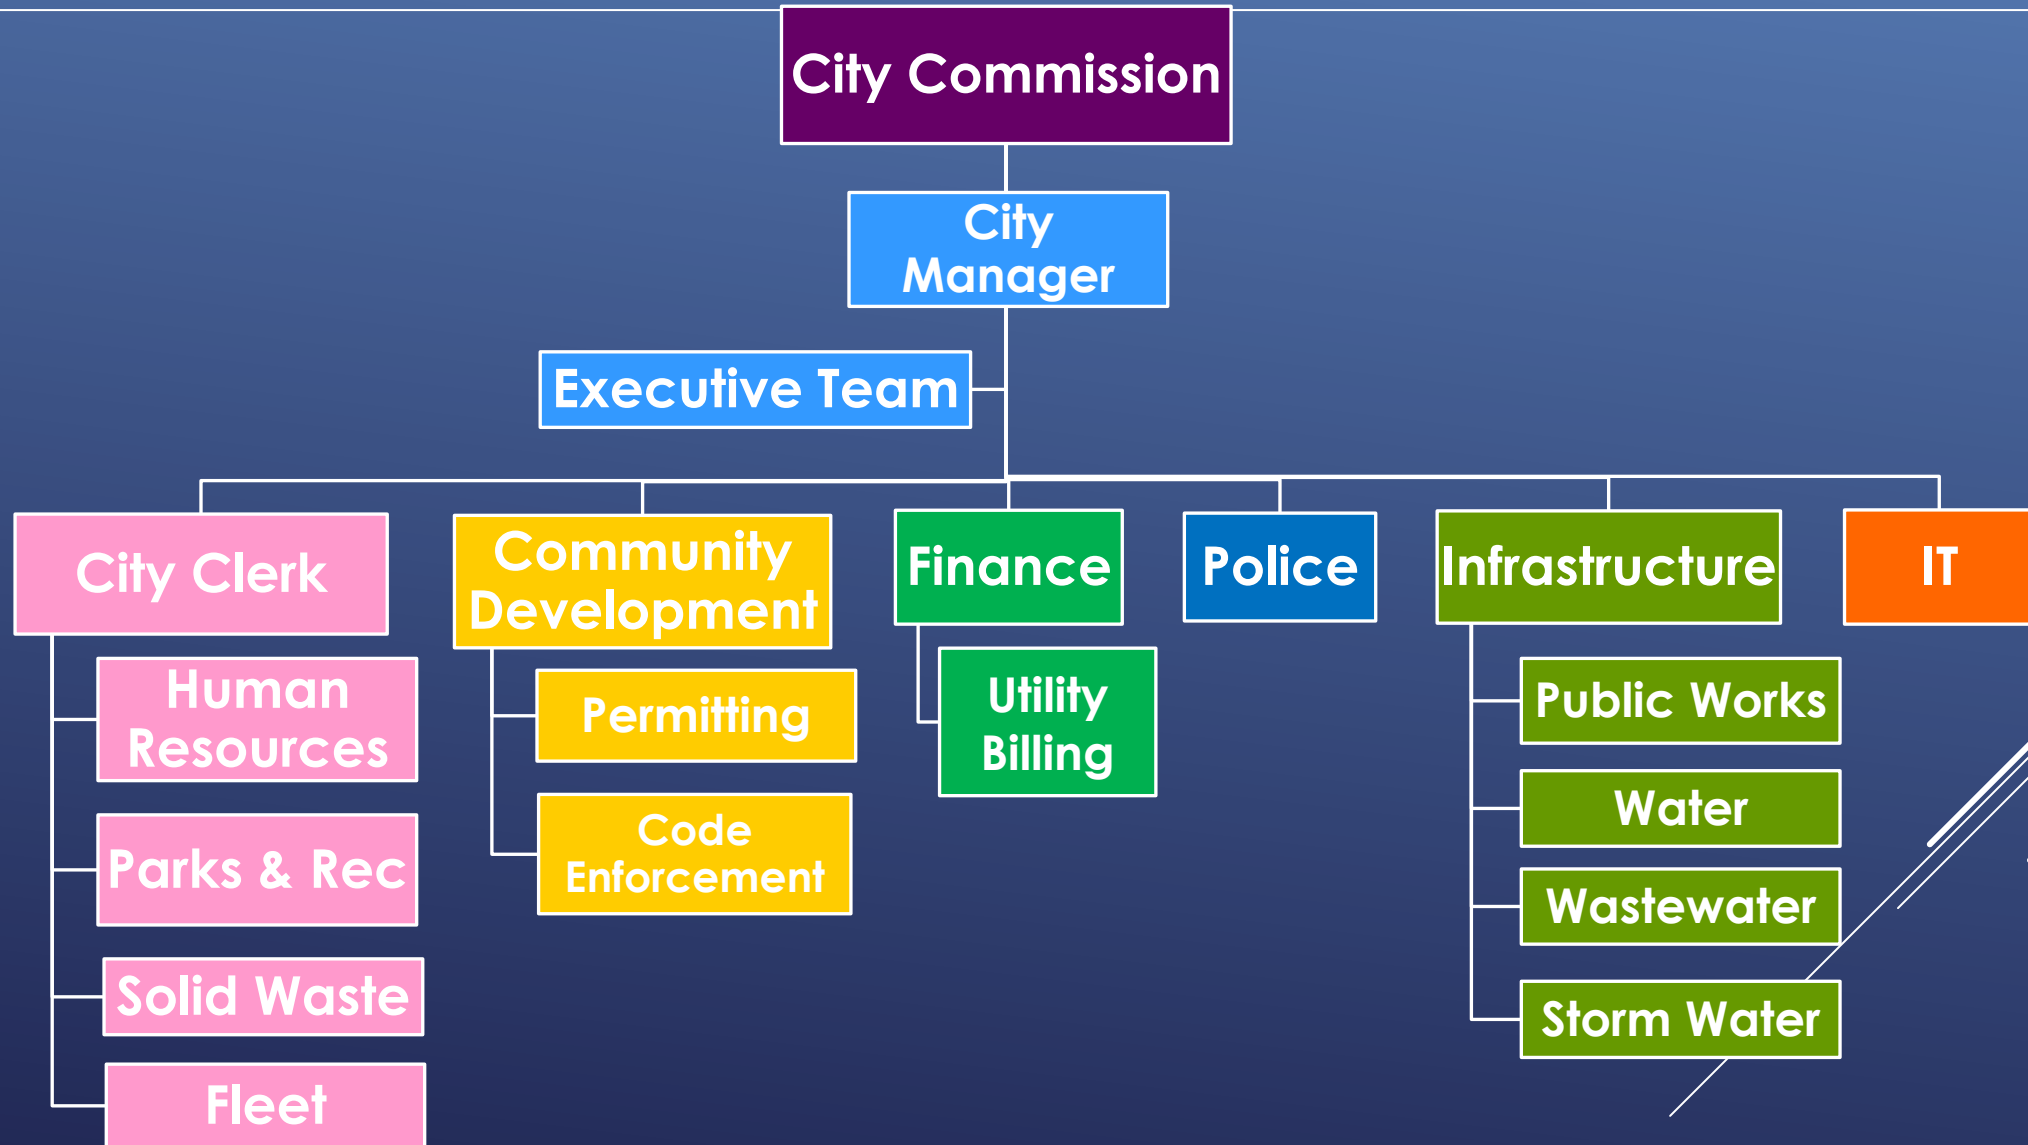 City Commission
City
Manager
Executive Team
City Clerk
Human
Resources
Parks & Rec
Solid Waste
Fleet
Community
Development
Permitting
Code
Enforcement
Finance
Utility
Billing
Police
Infrastructure
Public Works
Water
Wastewater
Storm Water
IT